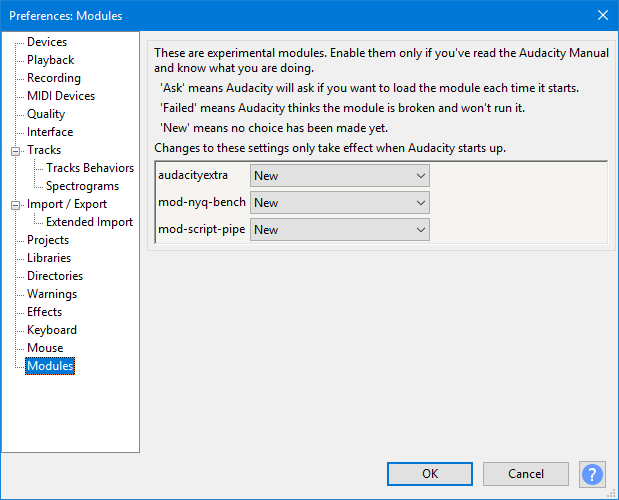 Preferences: Modules
Devices
Playback
Recording
MIDI Devices
Quality
Interface
Tracks
Tracks Behaviors
Spectrograms
Import / Export
Extended Import
Projects
Libraries
Directories
Warnings
Effects
Keyboard
Mouse
Modules
These are experimental modules. Enable them only if you've read the Audacity Manual
and know what you are doing.
'Ask' means Audacity will ask if you want to load the module each time it starts.
'Failed' means Audacity thinks the module is broken and won't run it.
'New' means no choice has been made yet.
Changes to these settings only take effect when Audacity starts up.
audacityextra New
mod-nyq-bench New
mod-script-pipe New
OK Cancel ?